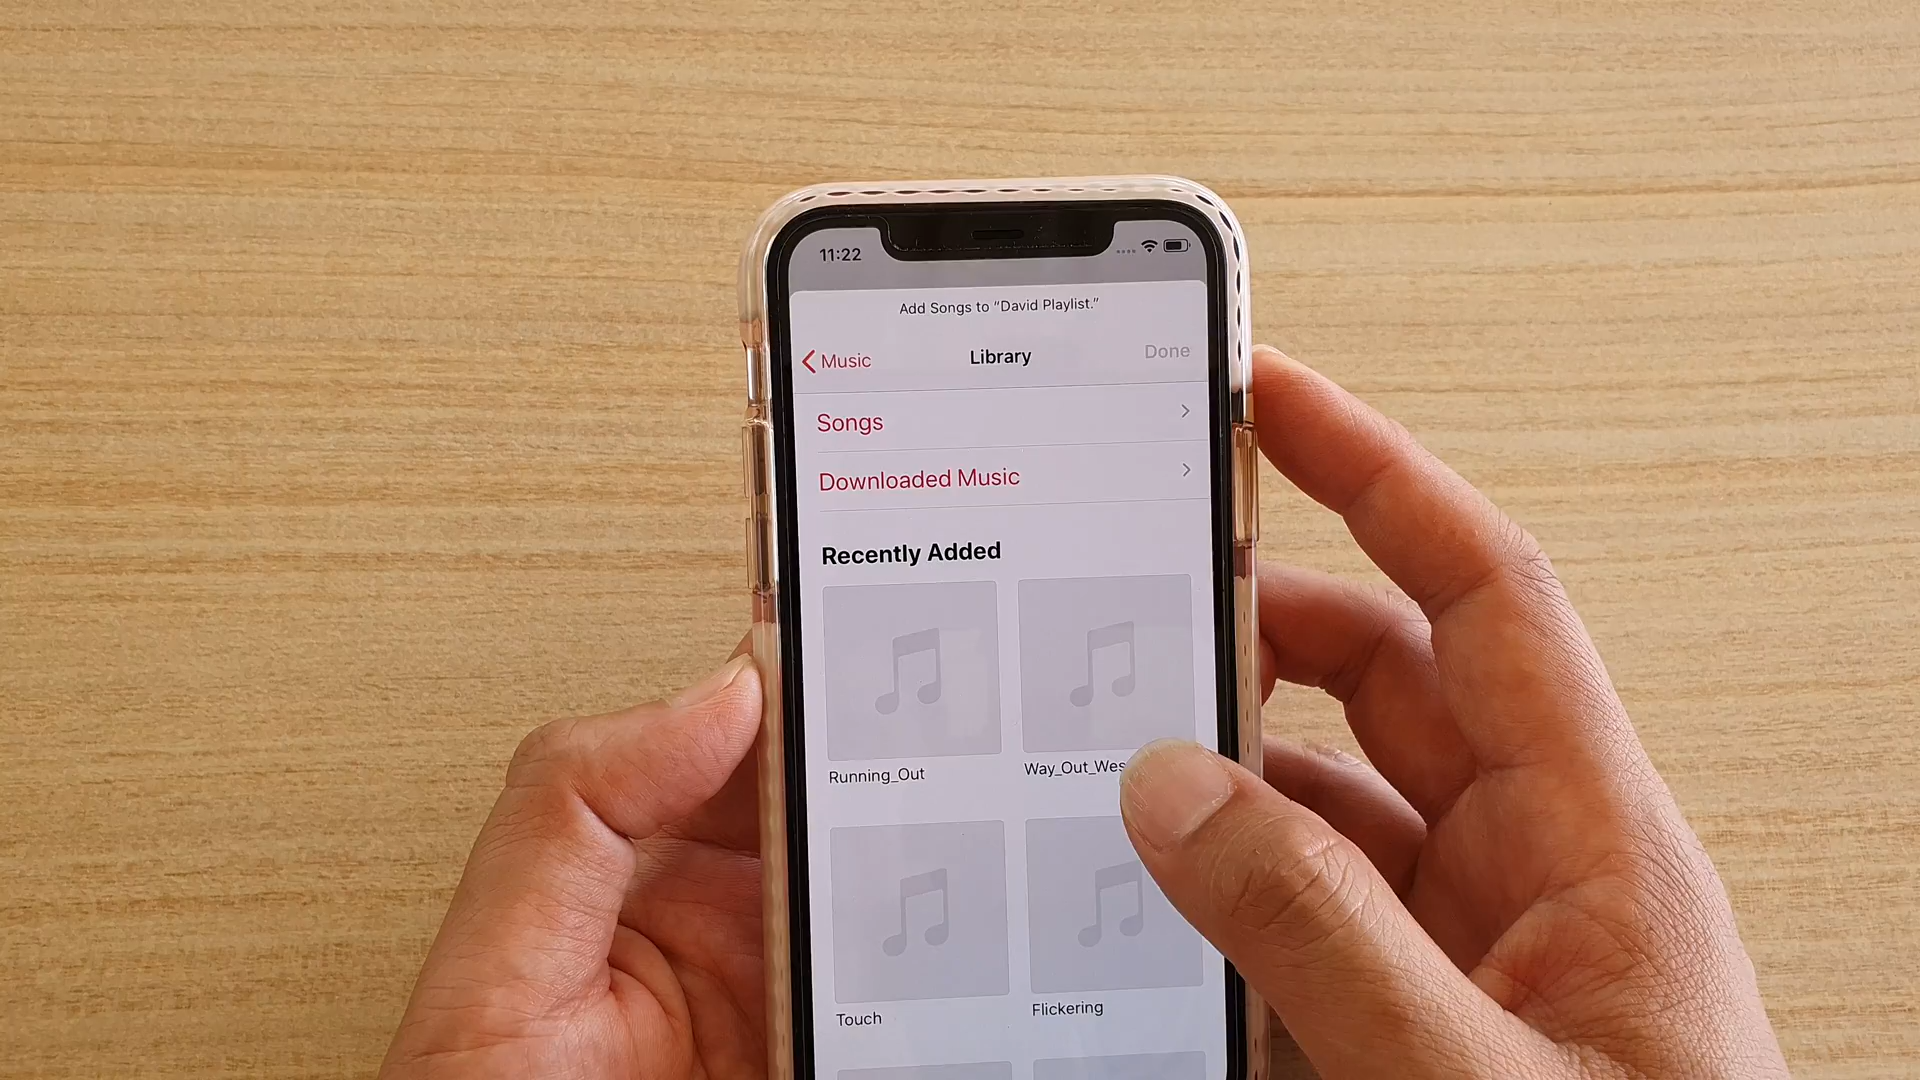 11:22
Add Songs to “David Playlist.”
Music
Library
Done
Songs
Downloaded Music
Recently Added
Running_Out
Way_Out_Wes
Touch
Flickering